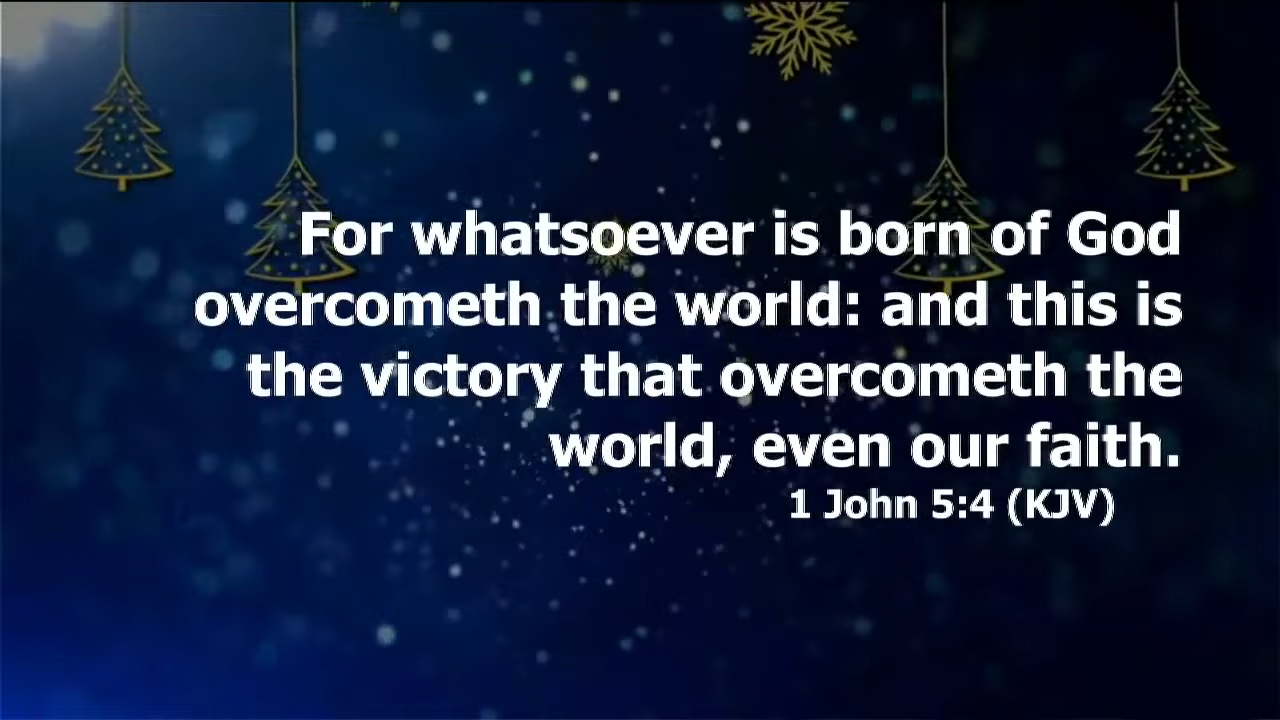 For whatsoever is born of God
overcometh the world: and this is
the victory that overcometh the
world, even our faith.
1 John 5:4 (KJV)